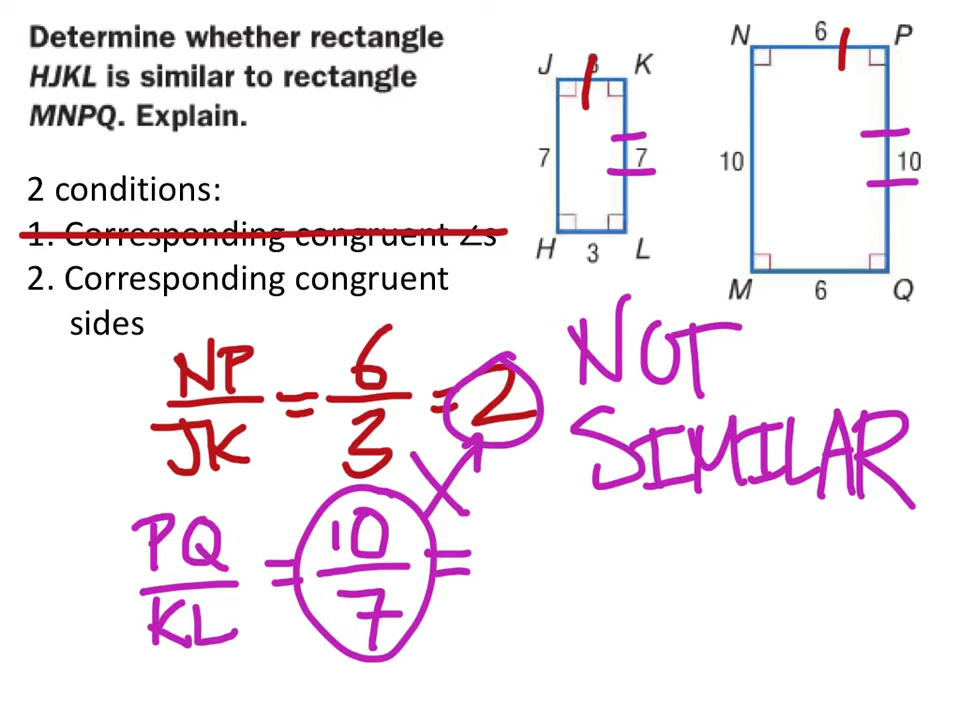 Determine whether rectangle
HJKL is similar to rectangle
MNPQ. Explain.
2 conditions:
1. Corresponding congruent ∠s
2. Corresponding congruent
sides
J 3 K
7 7
H 3 L
N 6 P
10 10
M 6 Q
NP/JK = 6/3 = 2
PQ/KL = 10/7 =
NOT
SIMILAR